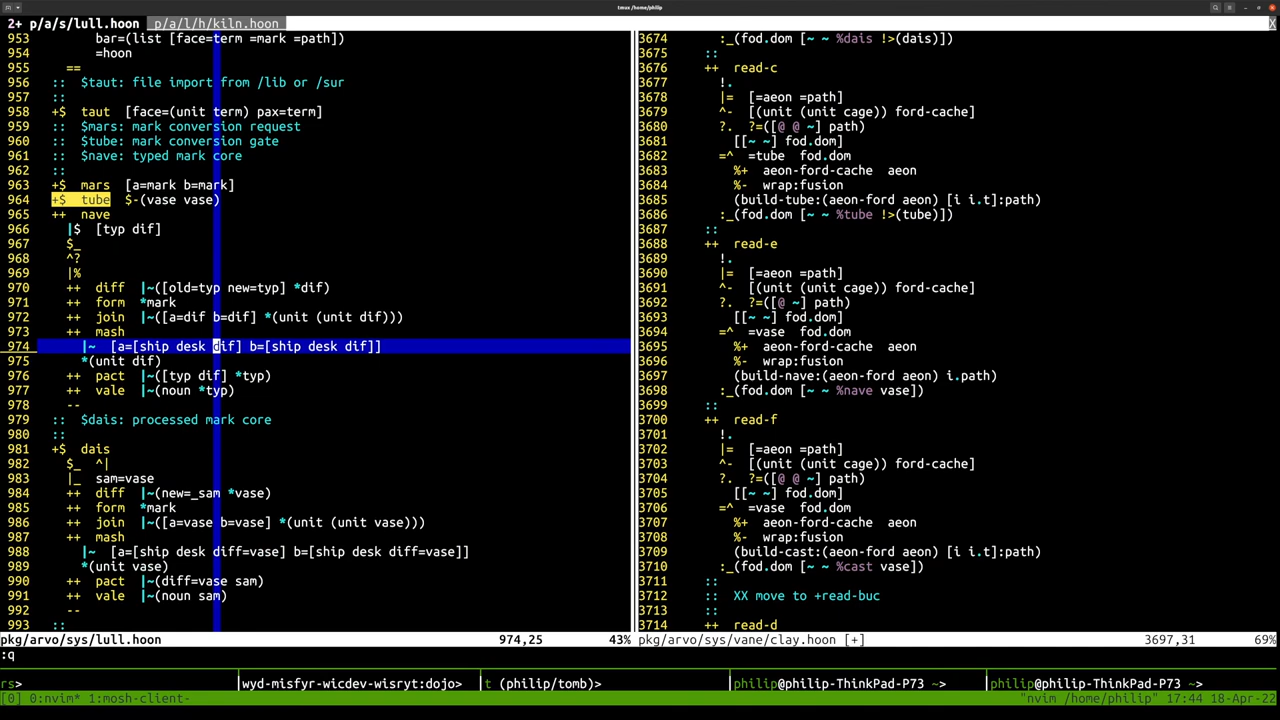 tmux /home/philip
2+ p/a/s/lull.hoon  p/a/l/h/kiln.hoon X
953 bar=(list [face=term =mark =path])
954 =hoon
955 ==
956 :: $taut: file import from /lib or /sur
957 ::
958 +$ taut [face=(unit term) pax=term]
959 :: $mars: mark conversion request
960 :: $tube: mark conversion gate
961 :: $nave: typed mark core
962 ::
963 +$ mars [a=mark b=mark]
964 +$ tube $-(vase vase)
965 ++ nave
966 |$ [typ dif]
967 $_
968 ^?
969 |%
970 ++ diff |~([old=typ new=typ] *dif)
971 ++ form *mark
972 ++ join |~([a=dif b=dif] *(unit (unit dif)))
973 ++ mash
974 |~ [a=[ship desk dif] b=[ship desk dif]]
975 *(unit dif)
976 ++ pact |~([typ dif] *typ)
977 ++ vale |~(noun *typ)
978 --
979 :: $dais: processed mark core
980 ::
981 +$ dais
982 $_ ^|
983 |_ sam=vase
984 ++ diff |~(new=_sam *vase)
985 ++ form *mark
986 ++ join |~([a=vase b=vase] *(unit (unit vase)))
987 ++ mash
988 |~ [a=[ship desk diff=vase] b=[ship desk diff=vase]]
989 *(unit vase)
990 ++ pact |~(diff=vase sam)
991 ++ vale |~(noun sam)
992 --
993 ::
pkg/arvo/sys/lull.hoon 974,25 43%
3674 :_(fod.dom [~ ~ %dais !>(dais)])
3675 ::
3676 ++ read-c
3677 !.
3678 |= [=aeon =path]
3679 ^- [(unit (unit cage)) ford-cache]
3680 ?. ?=([@ @ ~] path)
3681 [[~ ~] fod.dom]
3682 =^ =tube fod.dom
3683 %+ aeon-ford-cache aeon
3684 %- wrap:fusion
3685 (build-tube:(aeon-ford aeon) [i i.t]:path)
3686 :_(fod.dom [~ ~ %tube !>(tube)])
3687 ::
3688 ++ read-e
3689 !.
3690 |= [=aeon =path]
3691 ^- [(unit (unit cage)) ford-cache]
3692 ?. ?=([@ ~] path)
3693 [[~ ~] fod.dom]
3694 =^ =vase fod.dom
3695 %+ aeon-ford-cache aeon
3696 %- wrap:fusion
3697 (build-nave:(aeon-ford aeon) i.path)
3698 :_(fod.dom [~ ~ %nave vase])
3699 ::
3700 ++ read-f
3701 !.
3702 |= [=aeon =path]
3703 ^- [(unit (unit cage)) ford-cache]
3704 ?. ?=([@ @ ~] path)
3705 [[~ ~] fod.dom]
3706 =^ =vase fod.dom
3707 %+ aeon-ford-cache aeon
3708 %- wrap:fusion
3709 (build-cast:(aeon-ford aeon) [i i.t]:path)
3710 :_(fod.dom [~ ~ %cast vase])
3711 ::
3712 :: XX move to +read-buc
3713 ::
3714 ++ read-d
pkg/arvo/sys/vane/clay.hoon [+] 3697,31 69%
:q
rs> |wyd-misfyr-wicdev-wisryt:dojo> |t (philip/tomb)> |philip@philip-ThinkPad-P73 ~> |philip@philip-ThinkPad-P73 ~>
[0] 0:nvim* 1:mosh-client- "nvim /home/philip" 17:44 18-Apr-22